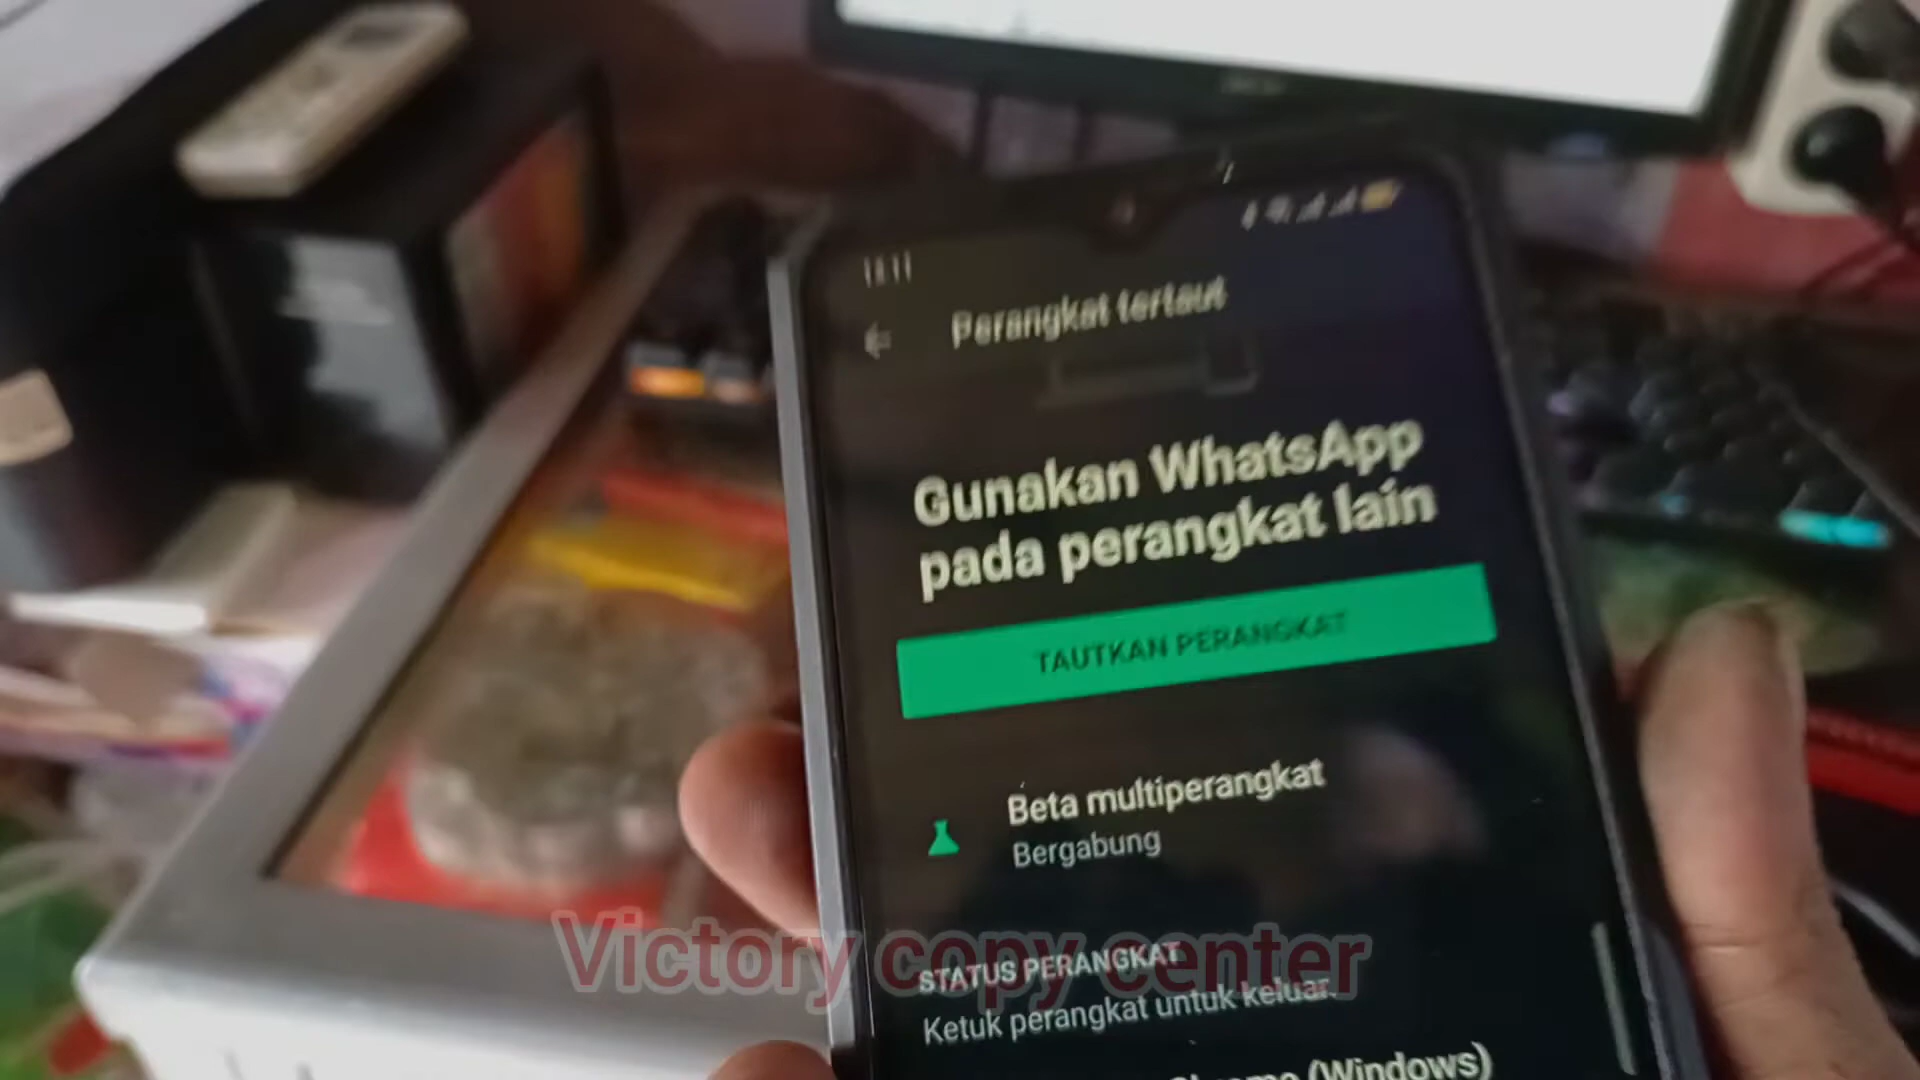 Perangkat tertaut
Gunakan WhatsApp
pada perangkat lain
TAUTKAN PERANGKAT
Beta multiperangkat
Bergabung
STATUS PERANGKAT
Ketuk perangkat untuk keluar.
(Windows)
Victory copy center